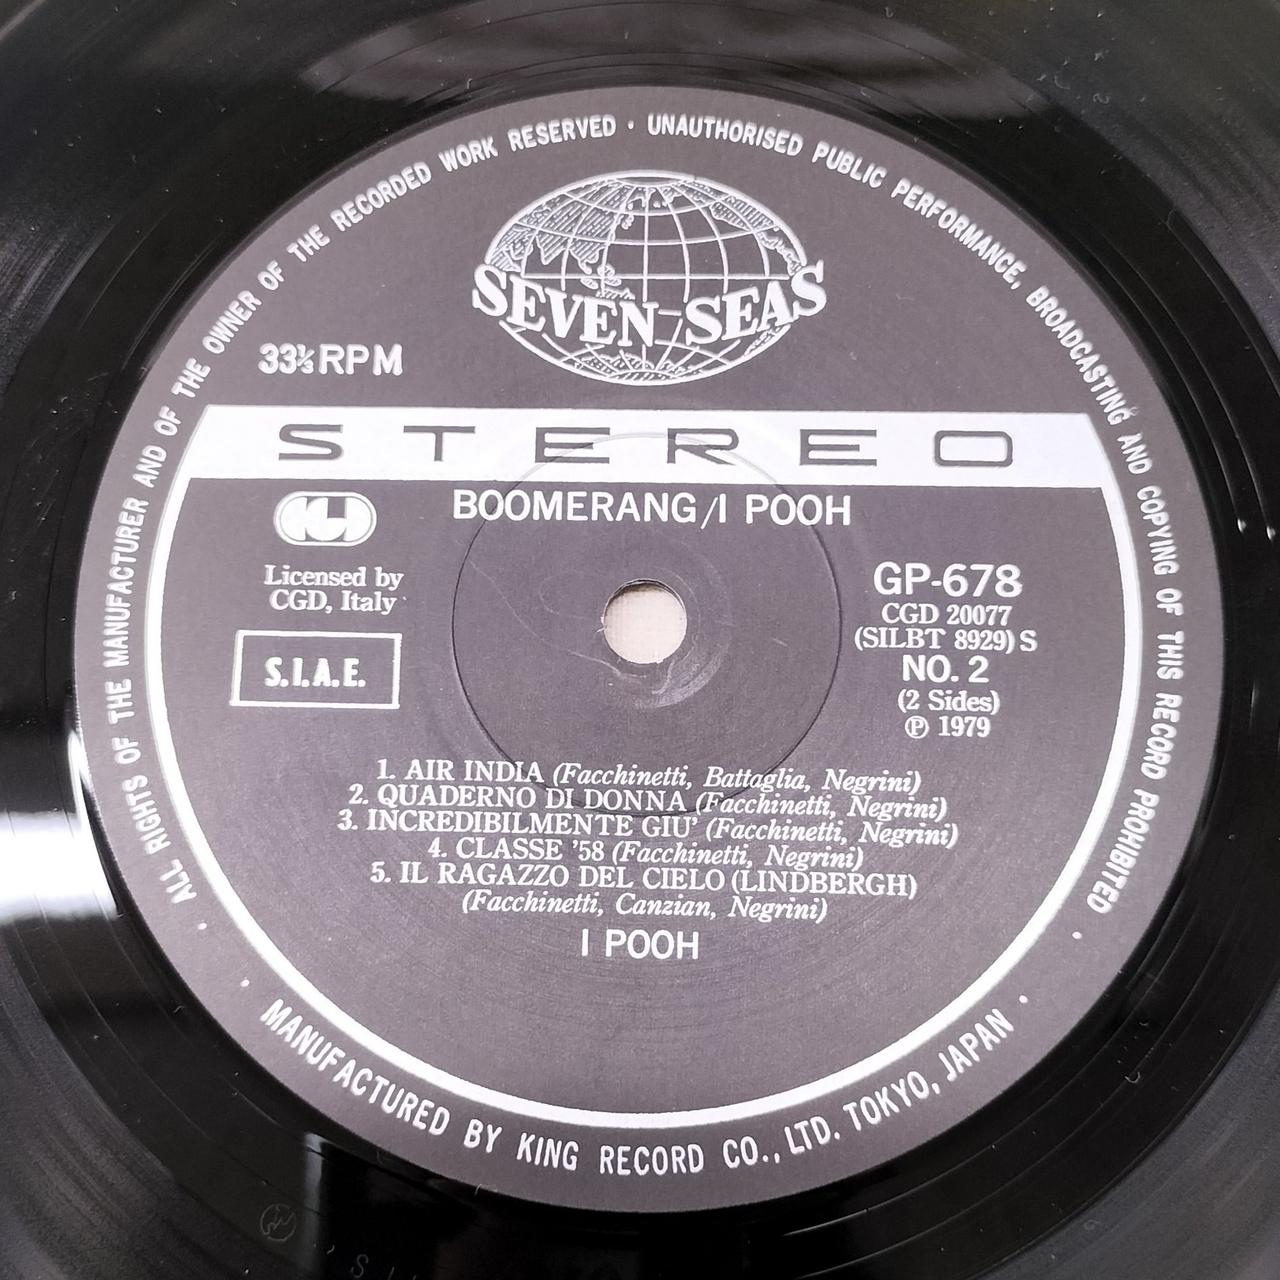 ALL RIGHTS OF THE MANUFACTURER AND OF THE OWNER OF THE RECORDED WORK RESERVED · UNAUTHORISED PUBLIC PERFORMANCE, BROADCASTING AND COPYING OF THIS RECORD PROHIBITED
SEVEN SEAS
33⅓ RPM
STEREO
BOOMERANG/I POOH
Licensed by
CGD, Italy
S.I.A.E.
GP-678
CGD 20077
(SILBT 8929) S
NO. 2
(2 Sides)
℗ 1979
1. AIR INDIA (Facchinetti, Battaglia, Negrini)
2. QUADERNO DI DONNA (Facchinetti, Negrini)
3. INCREDIBILMENTE GIU' (Facchinetti, Negrini)
4. CLASSE '58 (Facchinetti, Negrini)
5. IL RAGAZZO DEL CIELO (LINDBERGH)
(Facchinetti, Canzian, Negrini)
I POOH
· MANUFACTURED BY KING RECORD CO., LTD. TOKYO, JAPAN ·